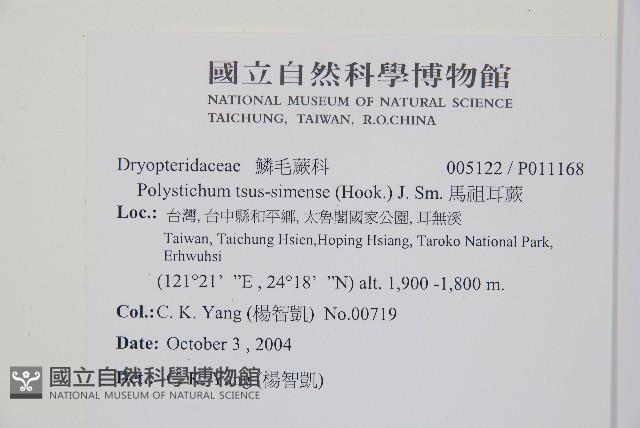 國立自然科學博物館
NATIONAL MUSEUM OF NATURAL SCIENCE
TAICHUNG, TAIWAN, R.O.CHINA
Dryopteridaceae 鱗毛蕨科 005122 / P011168
Polystichum tsus-simense (Hook.) J. Sm. 馬祖耳蕨
Loc.: 台灣, 台中縣和平鄉, 太魯閣國家公園, 耳無溪
Taiwan, Taichung Hsien,Hoping Hsiang, Taroko National Park,
Erhwuhsi
(121°21’ ”E , 24°18’ ”N) alt. 1,900 -1,800 m.
Col.: C. K. Yang (楊智凱) No.00719
Date: October 3 , 2004
Det.: C. K. Yang (楊智凱)
國立自然科學博物館
NATIONAL MUSEUM OF NATURAL SCIENCE